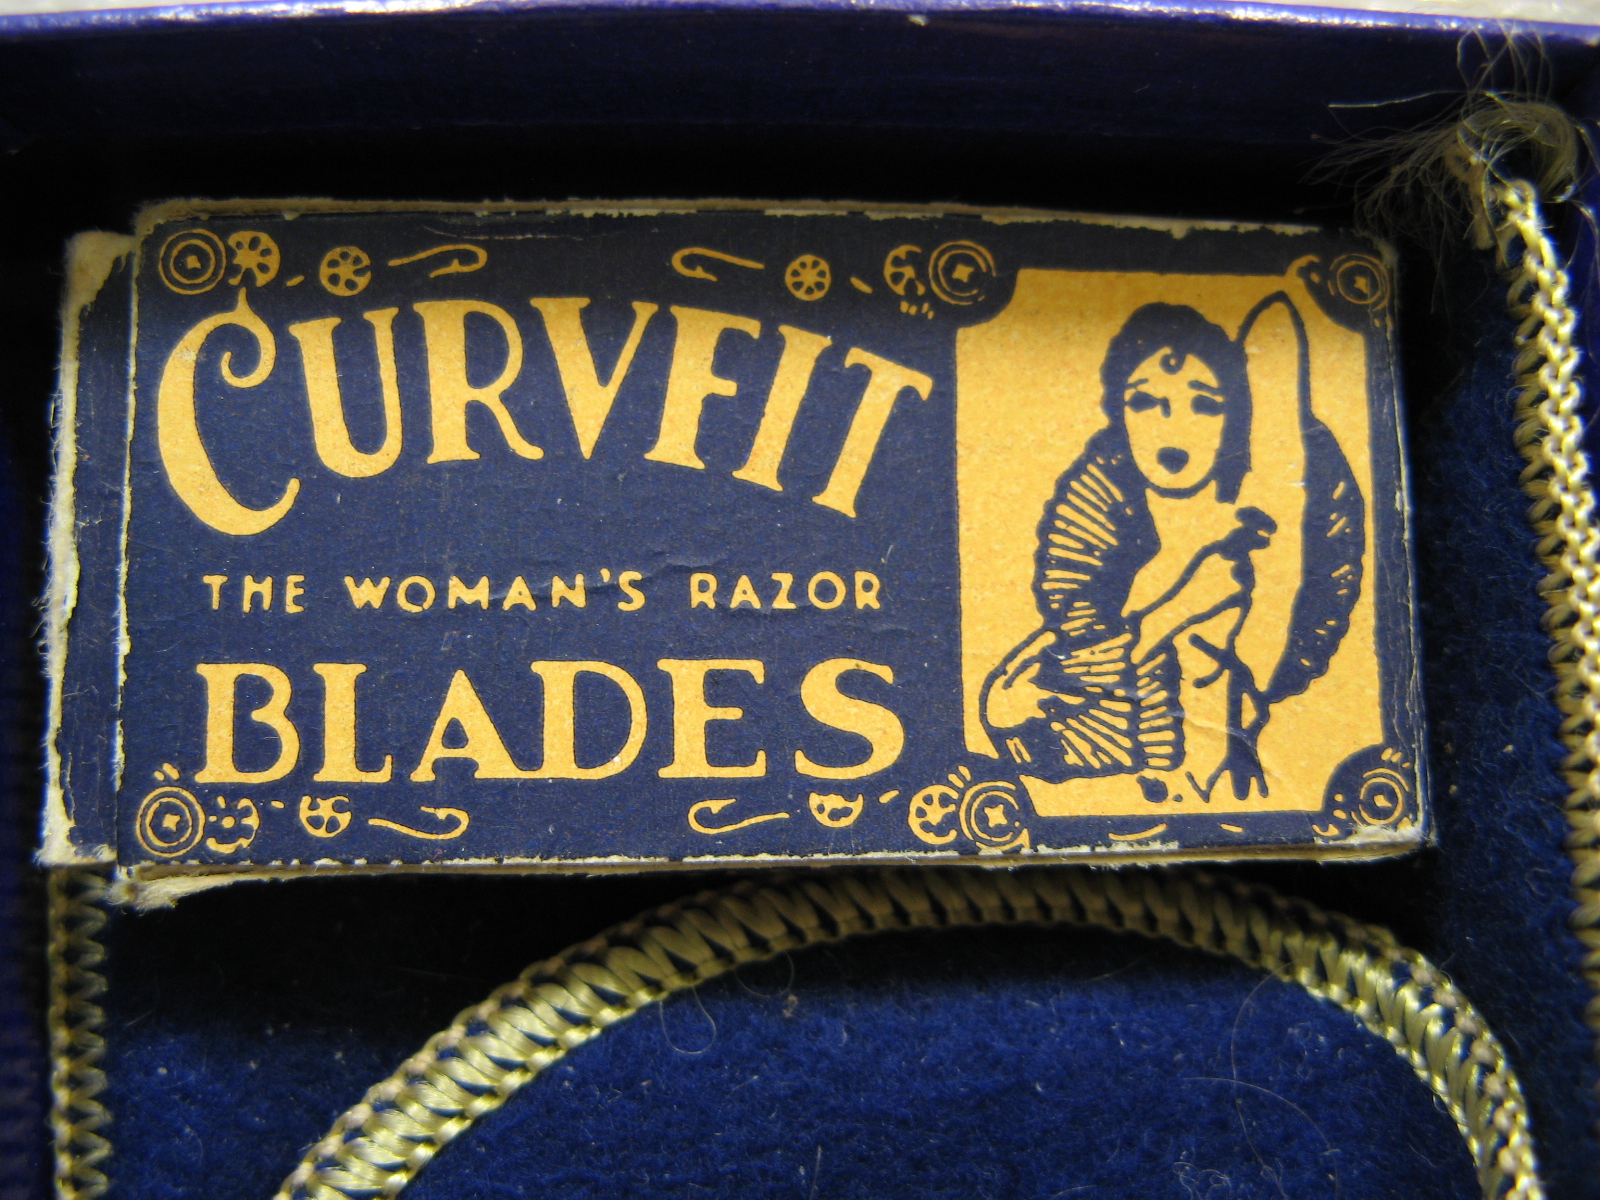 CURVFIT
THE WOMAN'S RAZOR
BLADES